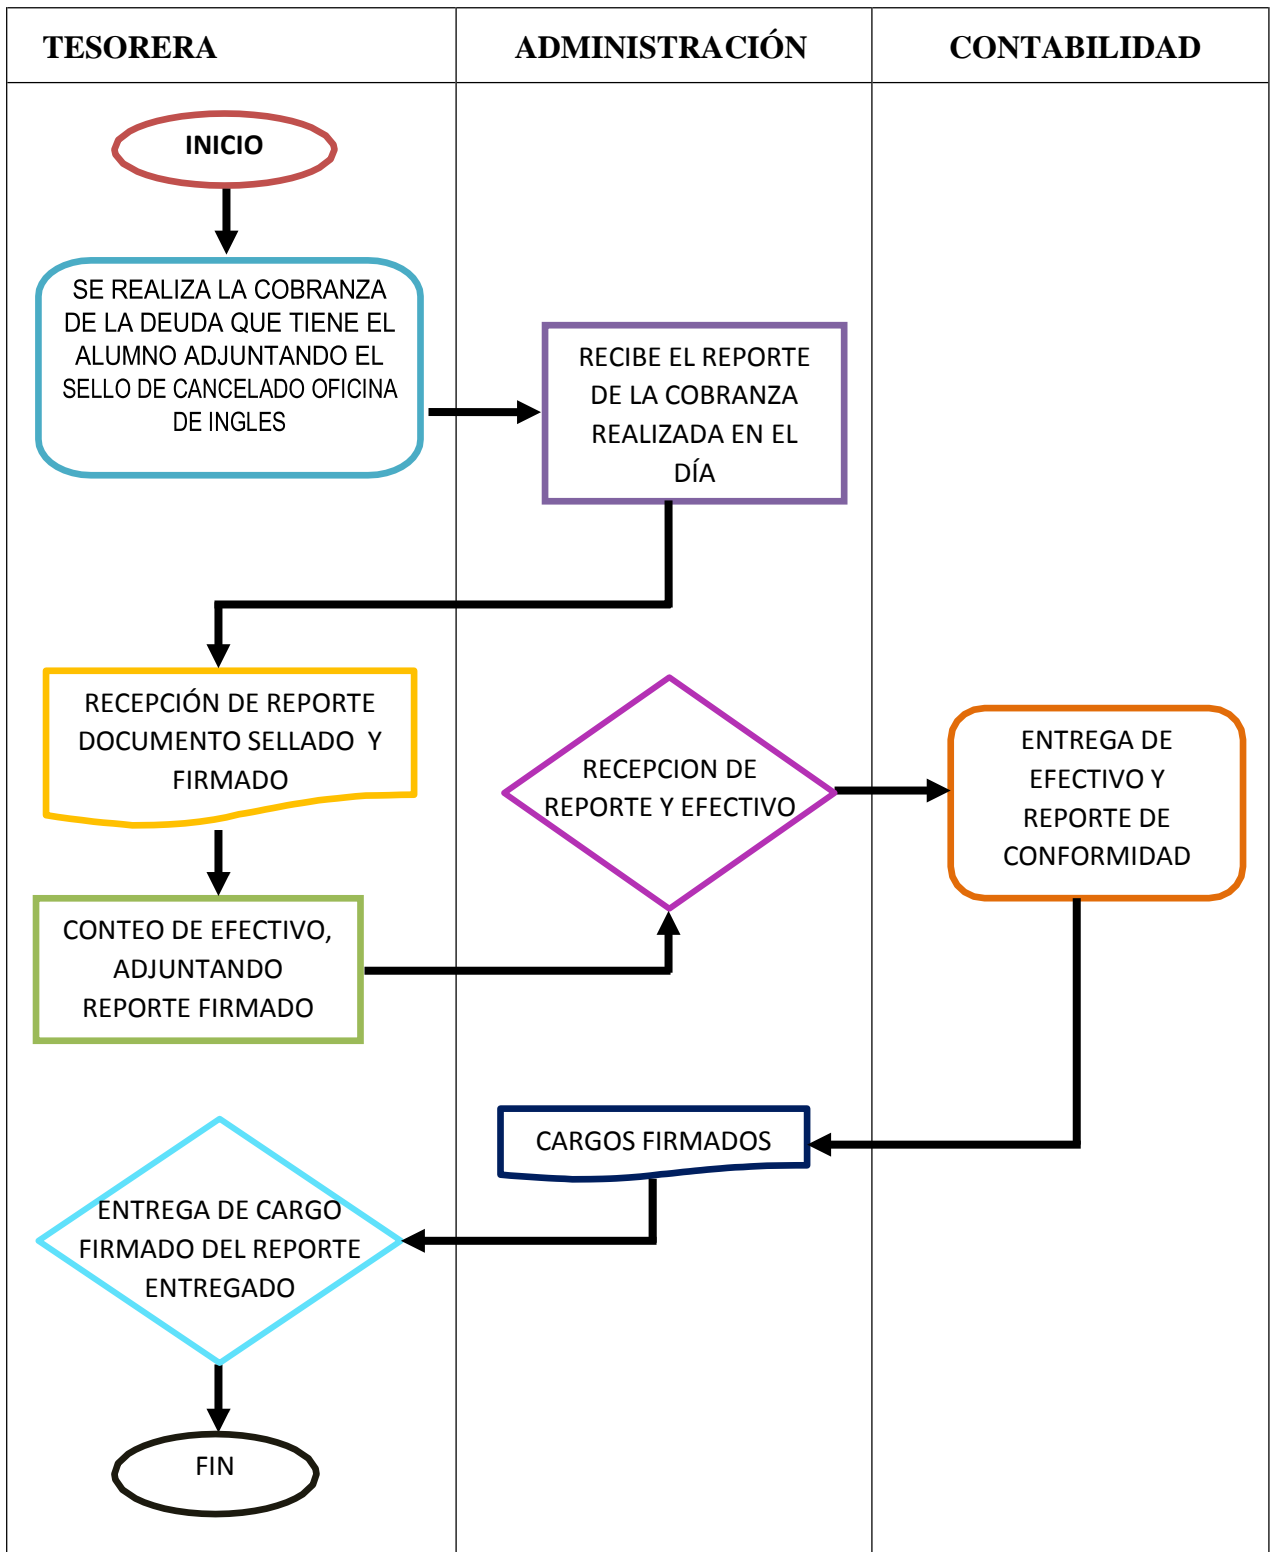 TESORERA
ADMINISTRACIÓN
CONTABILIDAD
INICIO
SE REALIZA LA COBRANZA
DE LA DEUDA QUE TIENE EL
ALUMNO ADJUNTANDO EL
SELLO DE CANCELADO OFICINA
DE INGLES
RECIBE EL REPORTE
DE LA COBRANZA
REALIZADA EN EL
DÍA
RECEPCIÓN DE REPORTE
DOCUMENTO SELLADO Y
FIRMADO
CONTEO DE EFECTIVO,
ADJUNTANDO
REPORTE FIRMADO
RECEPCION DE
REPORTE Y EFECTIVO
ENTREGA DE
EFECTIVO Y
REPORTE DE
CONFORMIDAD
CARGOS FIRMADOS
ENTREGA DE CARGO
FIRMADO DEL REPORTE
ENTREGADO
FIN